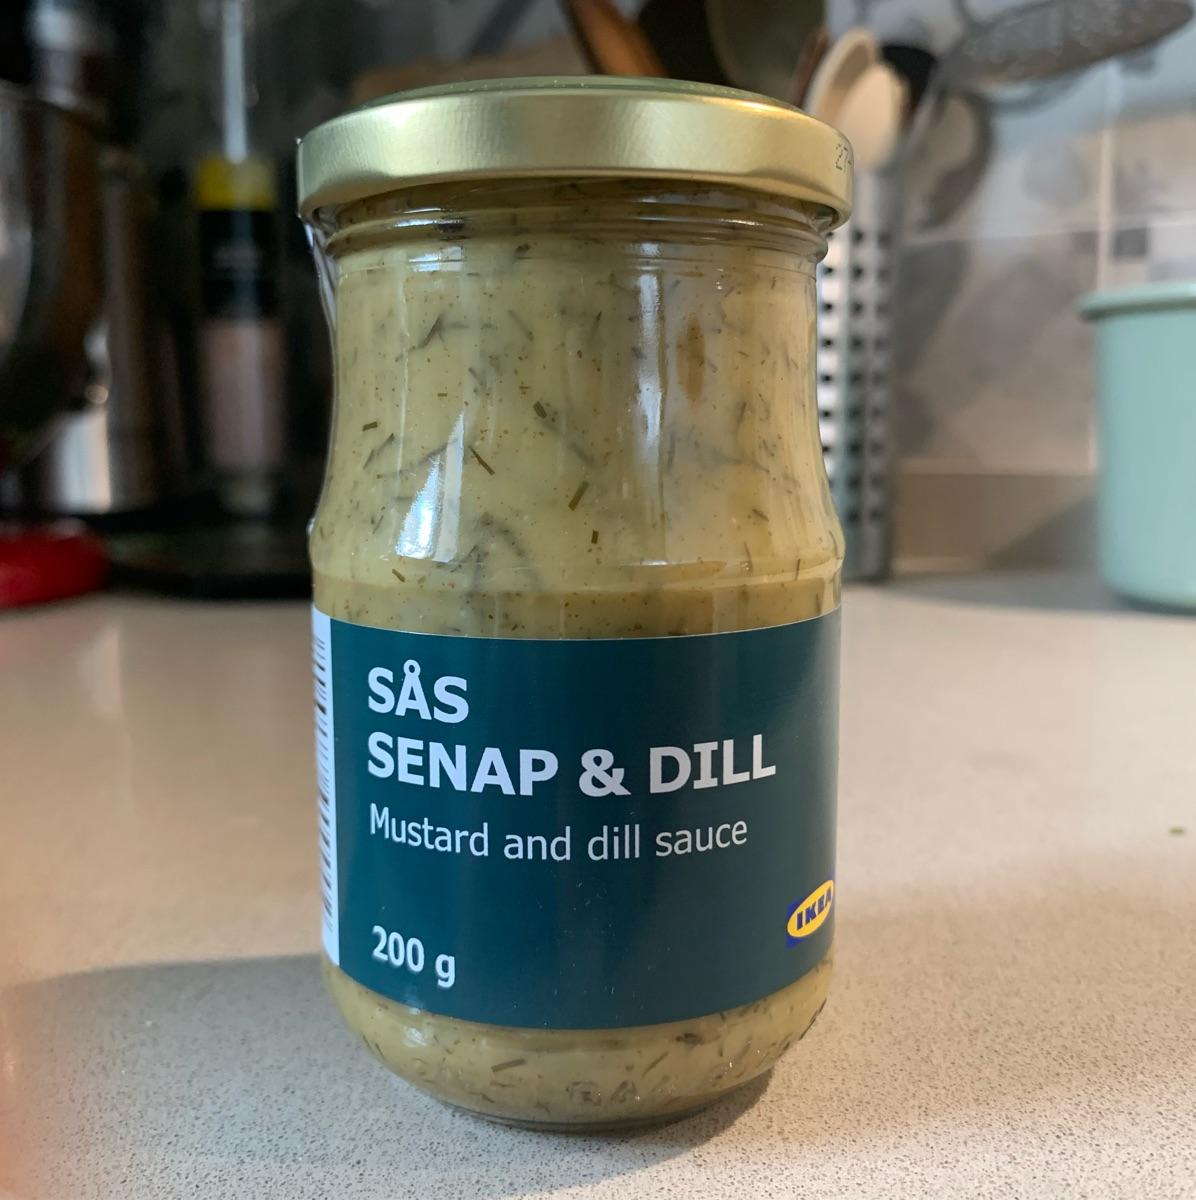 SÅS
SENAP & DILL
Mustard and dill sauce
200 g
IKEA